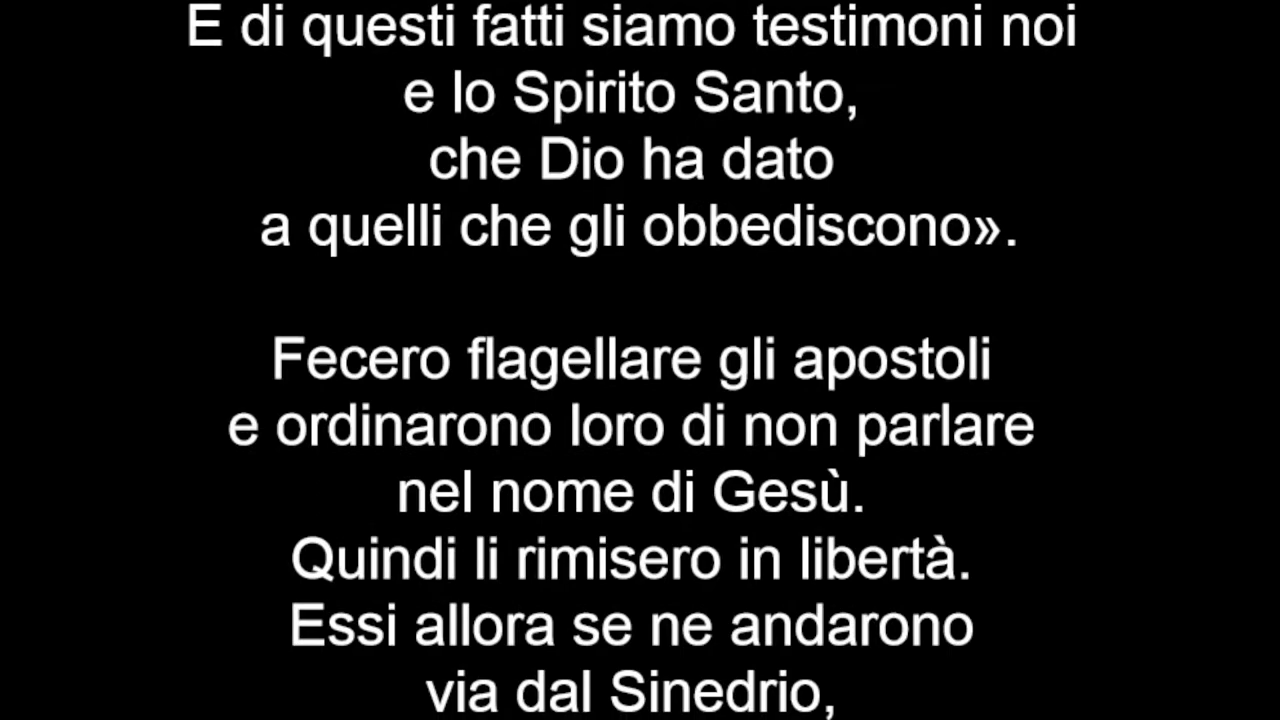 E di questi fatti siamo testimoni noi
e lo Spirito Santo,
che Dio ha dato
a quelli che gli obbediscono».
Fecero flagellare gli apostoli
e ordinarono loro di non parlare
nel nome di Gesù.
Quindi li rimisero in libertà.
Essi allora se ne andarono
via dal Sinedrio,